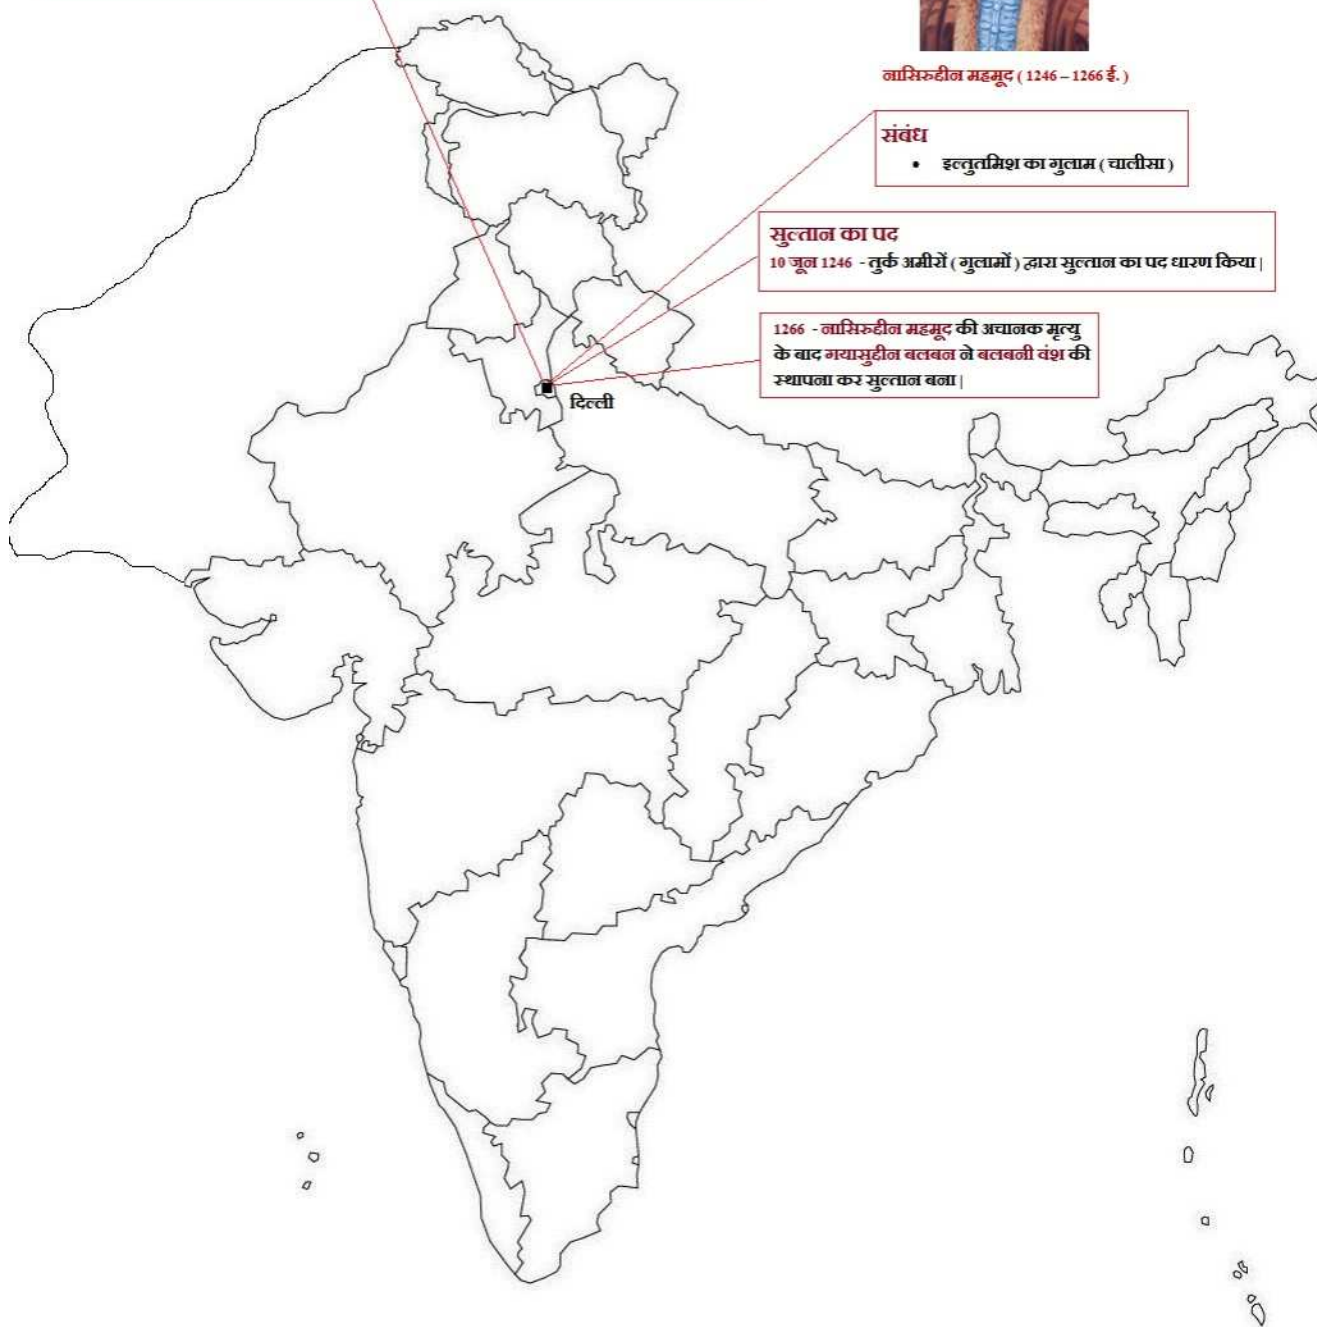 नासिरुद्दीन महमूद ( 1246 – 1266 ई. )
संबंध
• इल्तुतमिश का गुलाम ( चालीसा )
सुल्तान का पद
10 जून 1246 - तुर्क अमीरों ( गुलामों ) द्वारा सुल्तान का पद धारण किया |
1266 - नासिरुद्दीन महमूद की अचानक मृत्यु
के बाद गयासुद्दीन बलबन ने बलबनी वंश की
स्थापना कर सुल्तान बना |
दिल्ली